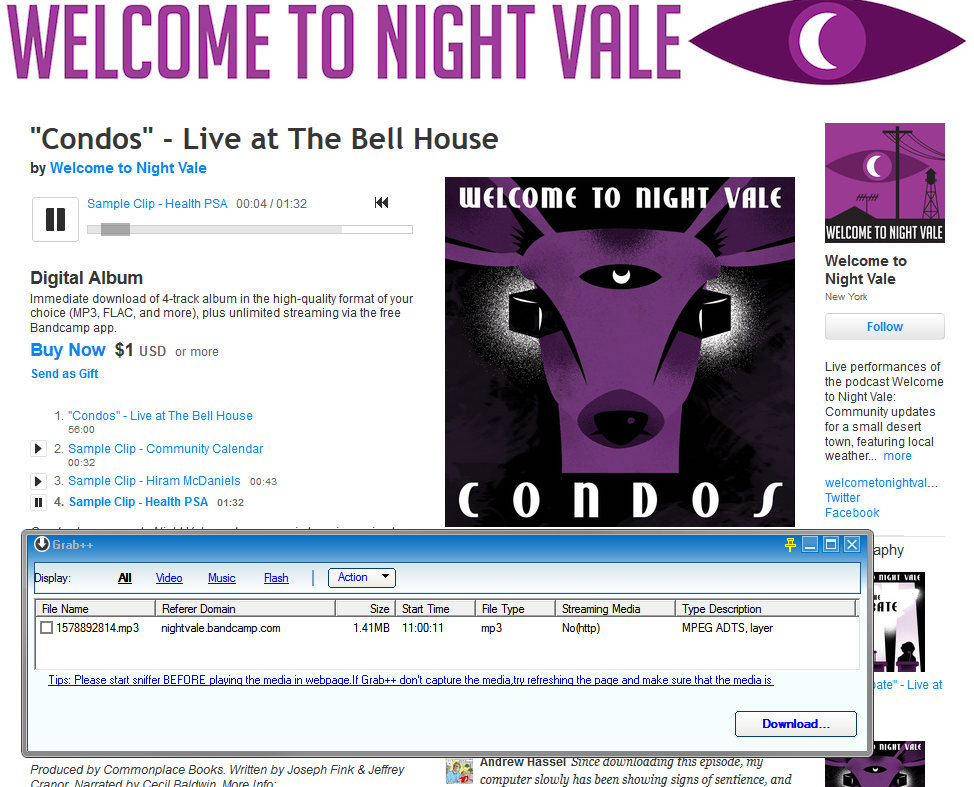 WELCOME TO NIGHT VALE
"Condos" - Live at The Bell House
by Welcome to Night Vale
Sample Clip - Health PSA 00:04 / 01:32
Digital Album
Immediate download of 4-track album in the high-quality format of your
choice (MP3, FLAC, and more), plus unlimited streaming via the free
Bandcamp app.
Buy Now $1 USD or more
Send as Gift
1. "Condos" - Live at The Bell House
56:00
2. Sample Clip - Community Calendar
00:32
3. Sample Clip - Hiram McDaniels 00:43
4. Sample Clip - Health PSA 01:32
WELCOME TO NIGHT VALE
CONDOS
WELCOME TO NIGHT VALE
Welcome to
Night Vale
New York
Follow
Live performances of
the podcast Welcome
to Night Vale:
Community updates
for a small desert
town, featuring local
weather... more
welcometonightval...
Twitter
Facebook
aphy
NIGHT VALE
ATE
bate" - Live at
NIGHT VALE
Grab++
Display: All Video Music Flash Action
File Name Referer Domain Size Start Time File Type Streaming Media Type Description
1578892814.mp3 nightvale.bandcamp.com 1.41MB 11:00:11 mp3 No(http) MPEG ADTS, layer
Tips: Please start sniffer BEFORE playing the media in webpage.If Grab++ don't capture the media,try refreshing the page and make sure that the media is
Download...
Produced by Commonplace Books. Written by Joseph Fink & Jeffrey
Cranor. Narrated by Cecil Baldwin. More Info:
Andrew Hassel Since downloading this episode, my
computer slowly has been showing signs of sentience, and